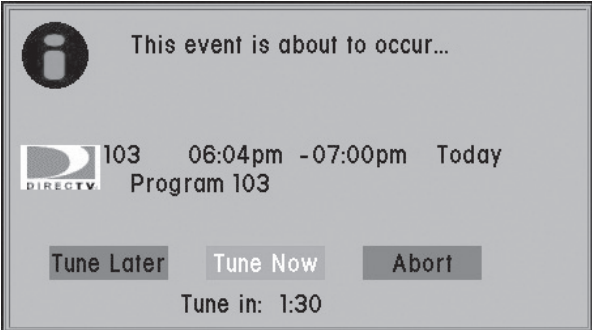 This event is about to occur...
103 06:04pm -07:00pm Today
DIRECTV
Program 103
Tune Later Tune Now Abort
Tune in: 1:30